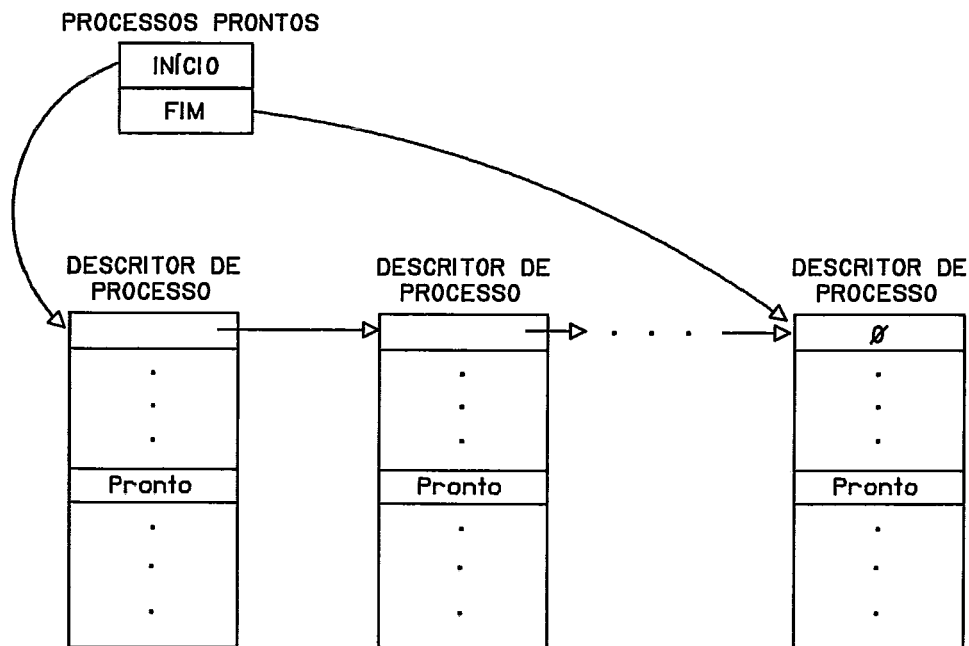 PROCESSOS PRONTOS
INÍCIO
FIM
DESCRITOR DE
PROCESSO
DESCRITOR DE
PROCESSO
DESCRITOR DE
PROCESSO
. . .
Ø
Pronto
Pronto
Pronto